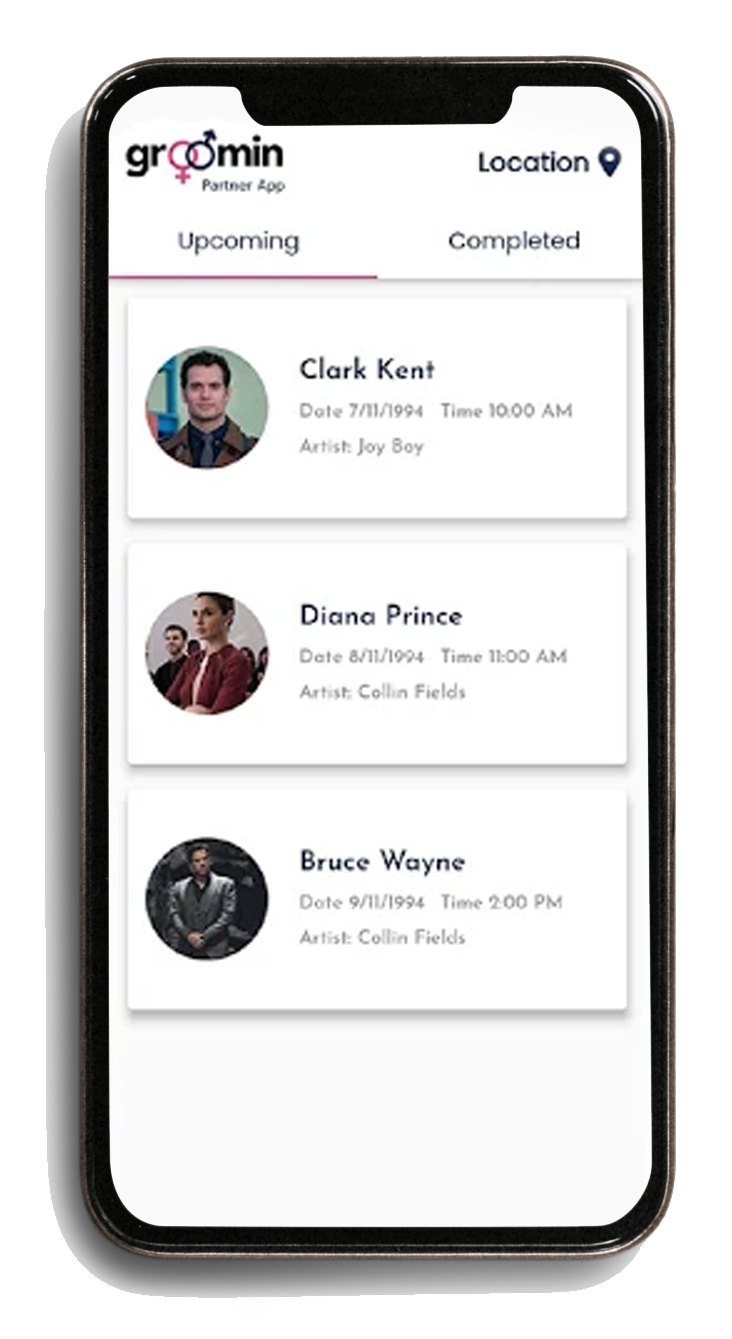 groomin
Partner App
Location
Upcoming Completed
Clark Kent
Date 7/11/1994 Time 10:00 AM
Artist: Joy Boy
Diana Prince
Date 8/11/1994 Time 11:00 AM
Artist: Collin Fields
Bruce Wayne
Date 9/11/1994 Time 2:00 PM
Artist: Collin Fields